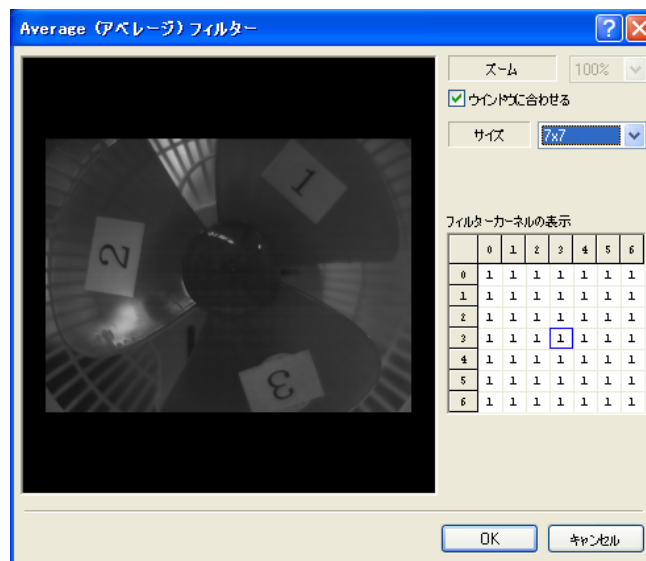 Average (アベレージ) フィルター
ズーム 100%
ウインドウに合わせる
サイズ 7x7
フィルターカーネルの表示
0 1 2 3 4 5 6
0 1 1 1 1 1 1 1
1 1 1 1 1 1 1 1
2 1 1 1 1 1 1 1
3 1 1 1 1 1 1 1
4 1 1 1 1 1 1 1
5 1 1 1 1 1 1 1
6 1 1 1 1 1 1 1
1
2
3
OK キャンセル